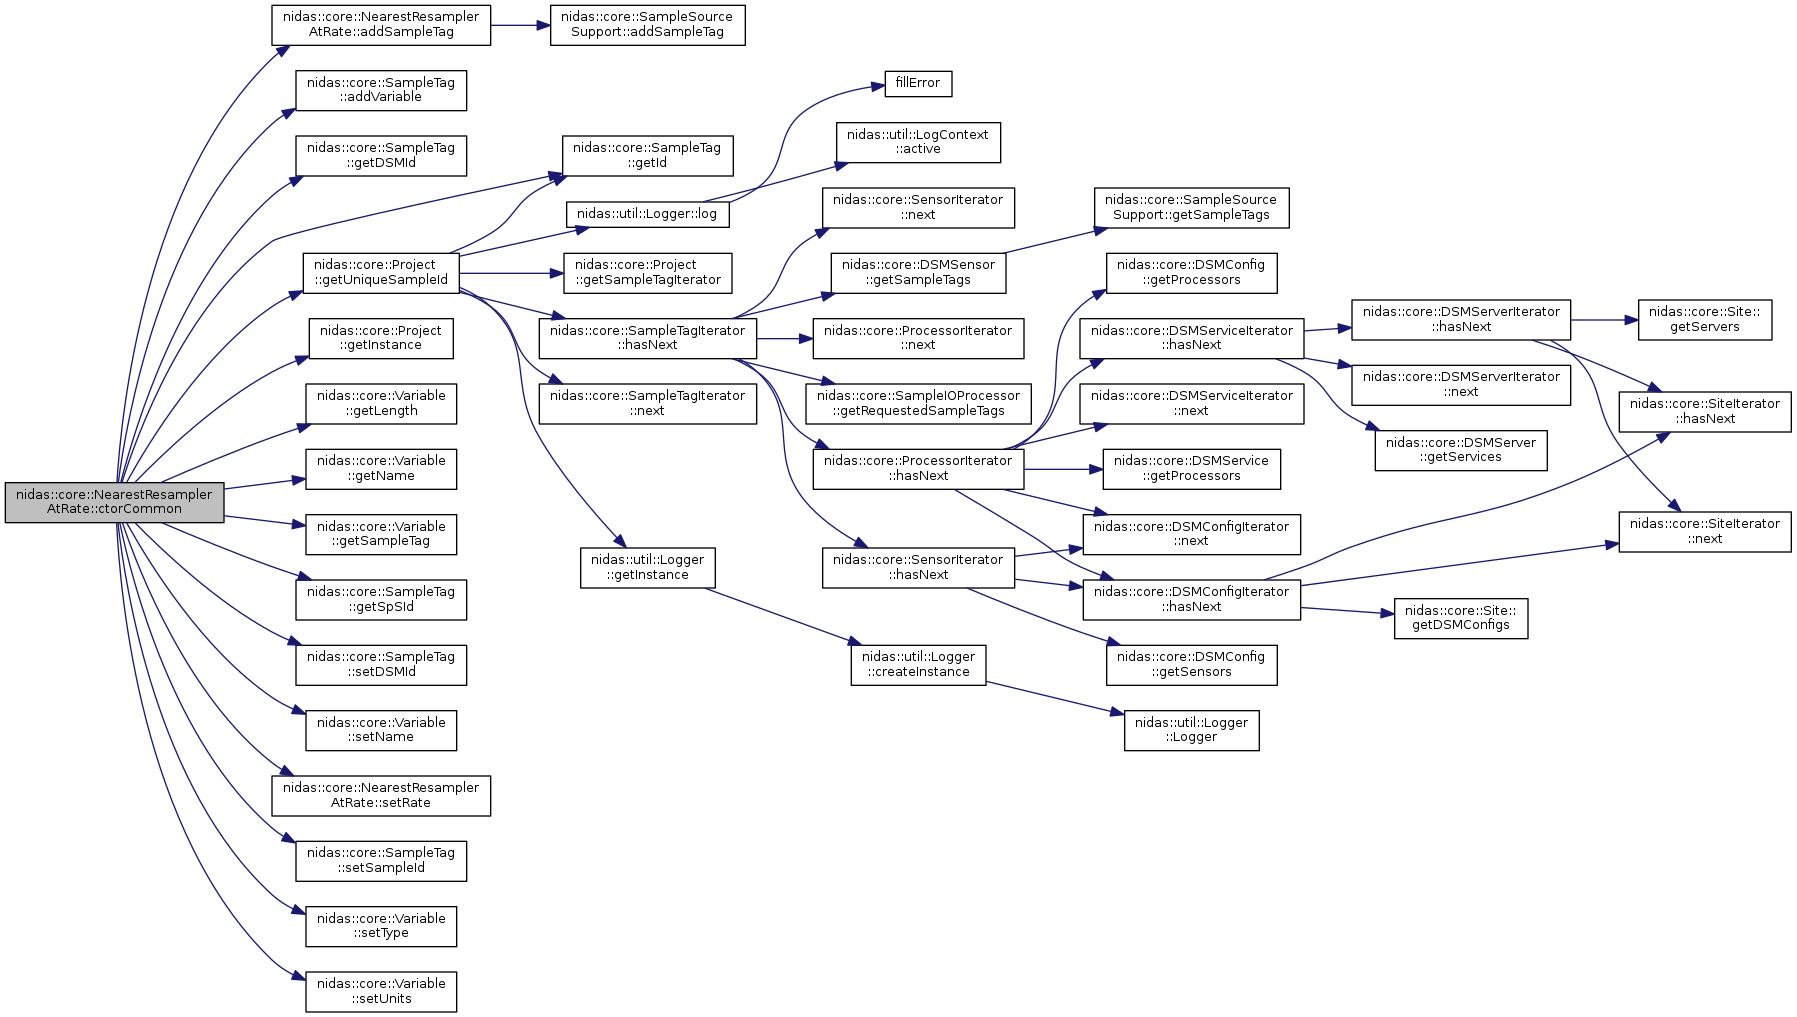 nidas::core::NearestResampler
AtRate::ctorCommon
nidas::core::NearestResampler
AtRate::addSampleTag
nidas::core::SampleSource
Support::addSampleTag
nidas::core::SampleTag
::addVariable
nidas::core::SampleTag
::getDSMId
nidas::core::SampleTag
::getId
nidas::core::Project
::getUniqueSampleId
nidas::util::Logger::log
fillError
nidas::util::LogContext
::active
nidas::core::Project
::getSampleTagIterator
nidas::core::SampleTagIterator
::hasNext
nidas::core::SampleTagIterator
::next
nidas::util::Logger
::getInstance
nidas::util::Logger
::createInstance
nidas::util::Logger
::Logger
nidas::core::SensorIterator
::next
nidas::core::DSMSensor
::getSampleTags
nidas::core::SampleSource
Support::getSampleTags
nidas::core::ProcessorIterator
::next
nidas::core::SampleIOProcessor
::getRequestedSampleTags
nidas::core::ProcessorIterator
::hasNext
nidas::core::SensorIterator
::hasNext
nidas::core::DSMConfig
::getProcessors
nidas::core::DSMServiceIterator
::hasNext
nidas::core::DSMServiceIterator
::next
nidas::core::DSMService
::getProcessors
nidas::core::DSMConfigIterator
::next
nidas::core::DSMConfigIterator
::hasNext
nidas::core::DSMConfig
::getSensors
nidas::core::DSMServerIterator
::hasNext
nidas::core::DSMServerIterator
::next
nidas::core::DSMServer
::getServices
nidas::core::Site::
getServers
nidas::core::SiteIterator
::hasNext
nidas::core::SiteIterator
::next
nidas::core::Site::
getDSMConfigs
nidas::core::Project
::getInstance
nidas::core::Variable
::getLength
nidas::core::Variable
::getName
nidas::core::Variable
::getSampleTag
nidas::core::SampleTag
::getSpSId
nidas::core::SampleTag
::setDSMId
nidas::core::Variable
::setName
nidas::core::NearestResampler
AtRate::setRate
nidas::core::SampleTag
::setSampleId
nidas::core::Variable
::setType
nidas::core::Variable
::setUnits